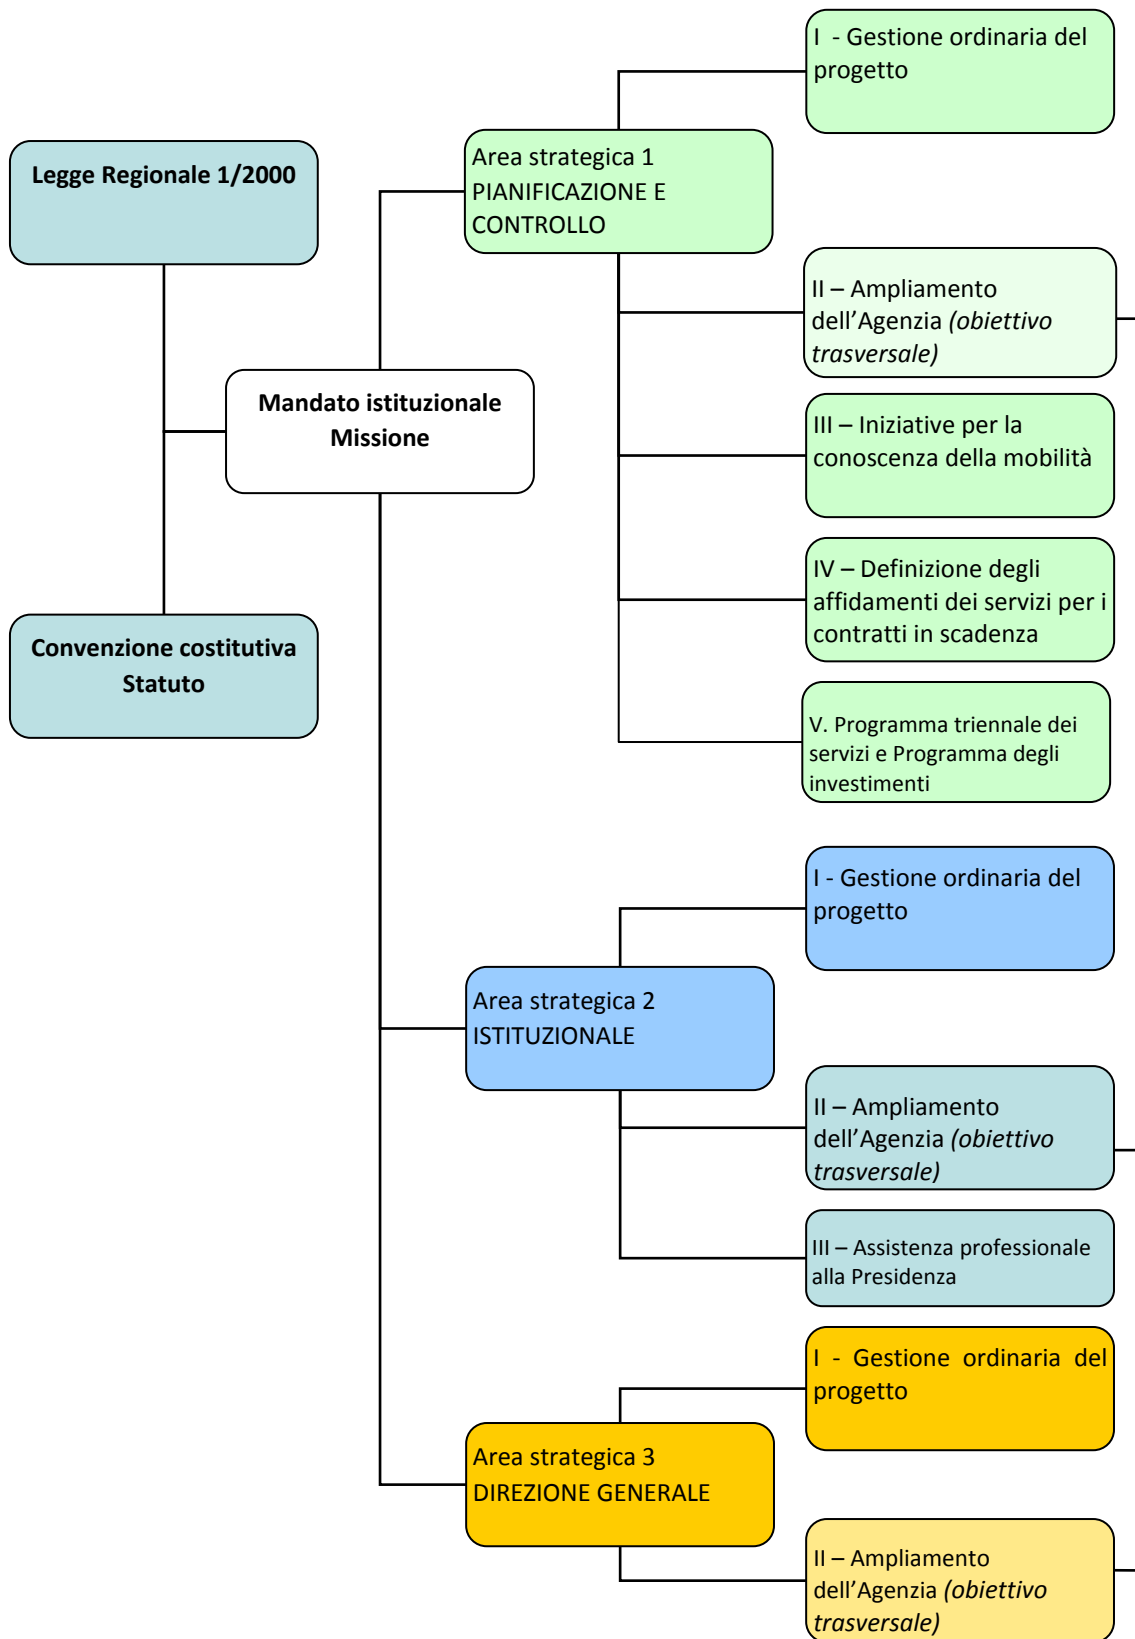 Legge Regionale 1/2000
Convenzione costitutiva
Statuto
Mandato istituzionale
Missione
Area strategica 1
PIANIFICAZIONE E
CONTROLLO
I - Gestione ordinaria del
progetto
II – Ampliamento
dell’Agenzia (obiettivo
trasversale)
III – Iniziative per la
conoscenza della mobilità
IV – Definizione degli
affidamenti dei servizi per i
contratti in scadenza
V. Programma triennale dei
servizi e Programma degli
investimenti
Area strategica 2
ISTITUZIONALE
I - Gestione ordinaria del
progetto
II – Ampliamento
dell’Agenzia (obiettivo
trasversale)
III – Assistenza professionale
alla Presidenza
Area strategica 3
DIREZIONE GENERALE
I - Gestione ordinaria del
progetto
II – Ampliamento
dell’Agenzia (obiettivo
trasversale)